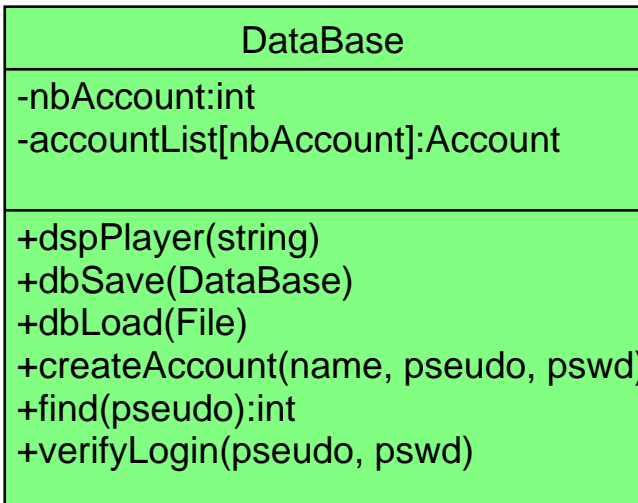 DataBase
-nbAccount:int
-accountList[nbAccount]:Account
+dspPlayer(string)
+dbSave(DataBase)
+dbLoad(File)
+createAccount(name, pseudo, pswd)
+find(pseudo):int
+verifyLogin(pseudo, pswd)